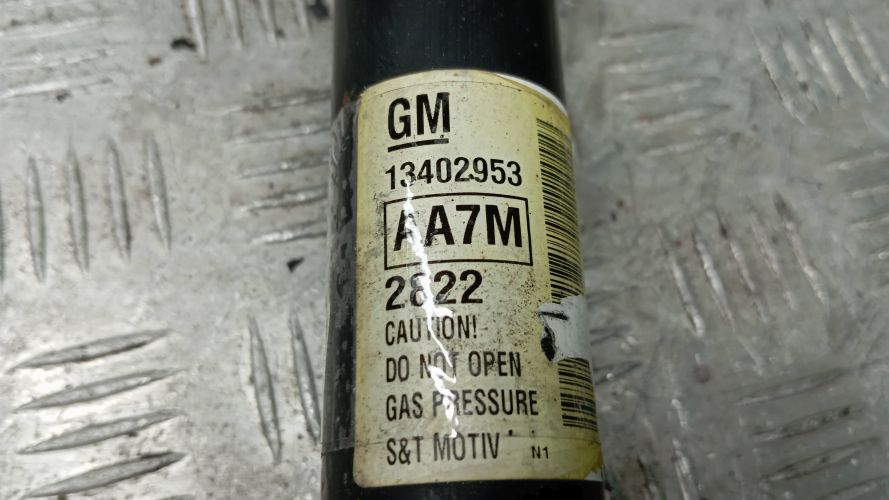 GM
13402953
AA7M
2822
CAUTION!
DO NOT OPEN
GAS PRESSURE
S&T MOTIV N1